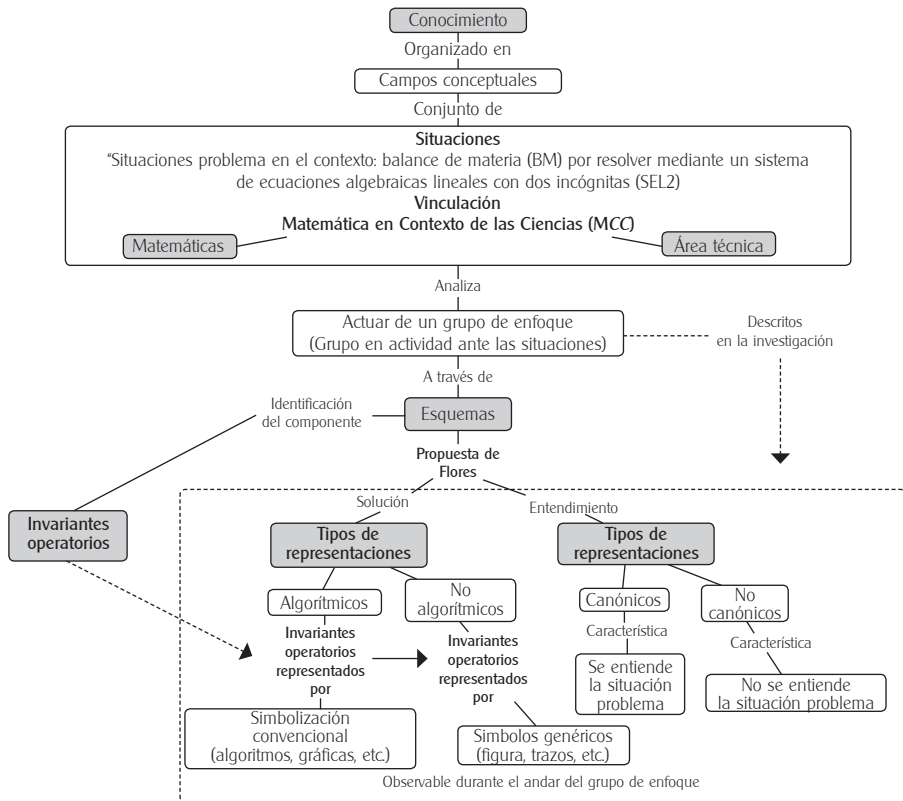 Conocimiento
Organizado en
Campos conceptuales
Conjunto de
Situaciones
“Situaciones problema en el contexto: balance de materia (BM) por resolver mediante un sistema
de ecuaciones algebraicas lineales con dos incógnitas (SEL2)
Vinculación
Matemática en Contexto de las Ciencias (MCC)
Matemáticas
Área técnica
Analiza
Actuar de un grupo de enfoque
(Grupo en actividad ante las situaciones)
Descritos
en la investigación
A través de
Identificación
del componente
Esquemas
Propuesta de
Flores
Solución
Entendimiento
Invariantes
operatorios
Tipos de
representaciones
Tipos de
representaciones
Algorítmicos
No
algorítmicos
Canónicos
No
canónicos
Invariantes
operatorios
representados
por
Invariantes
operatorios
representados
por
Característica
Característica
Se entiende
la situación
problema
No se entiende
la situación problema
Simbolización
convencional
(algoritmos, gráficas, etc.)
Simbolos genéricos
(figura, trazos, etc.)
Observable durante el andar del grupo de enfoque